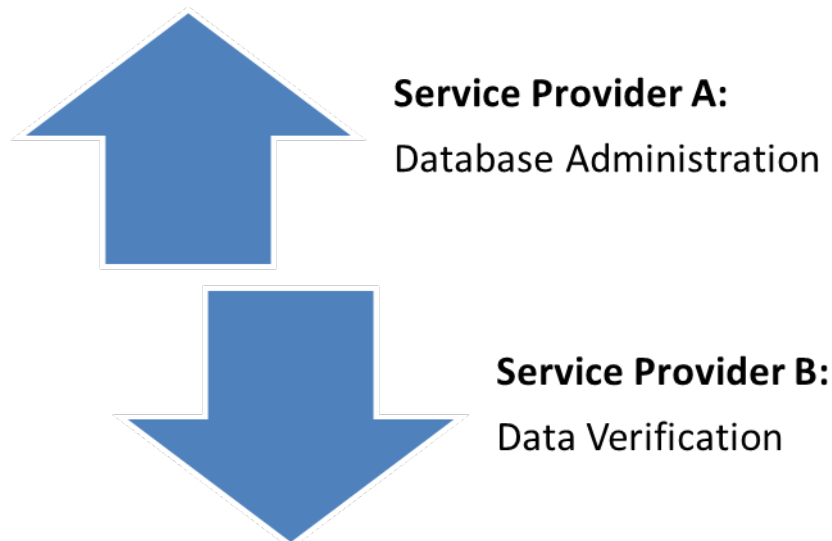 Service Provider A:
Database Administration
Service Provider B:
Data Verification